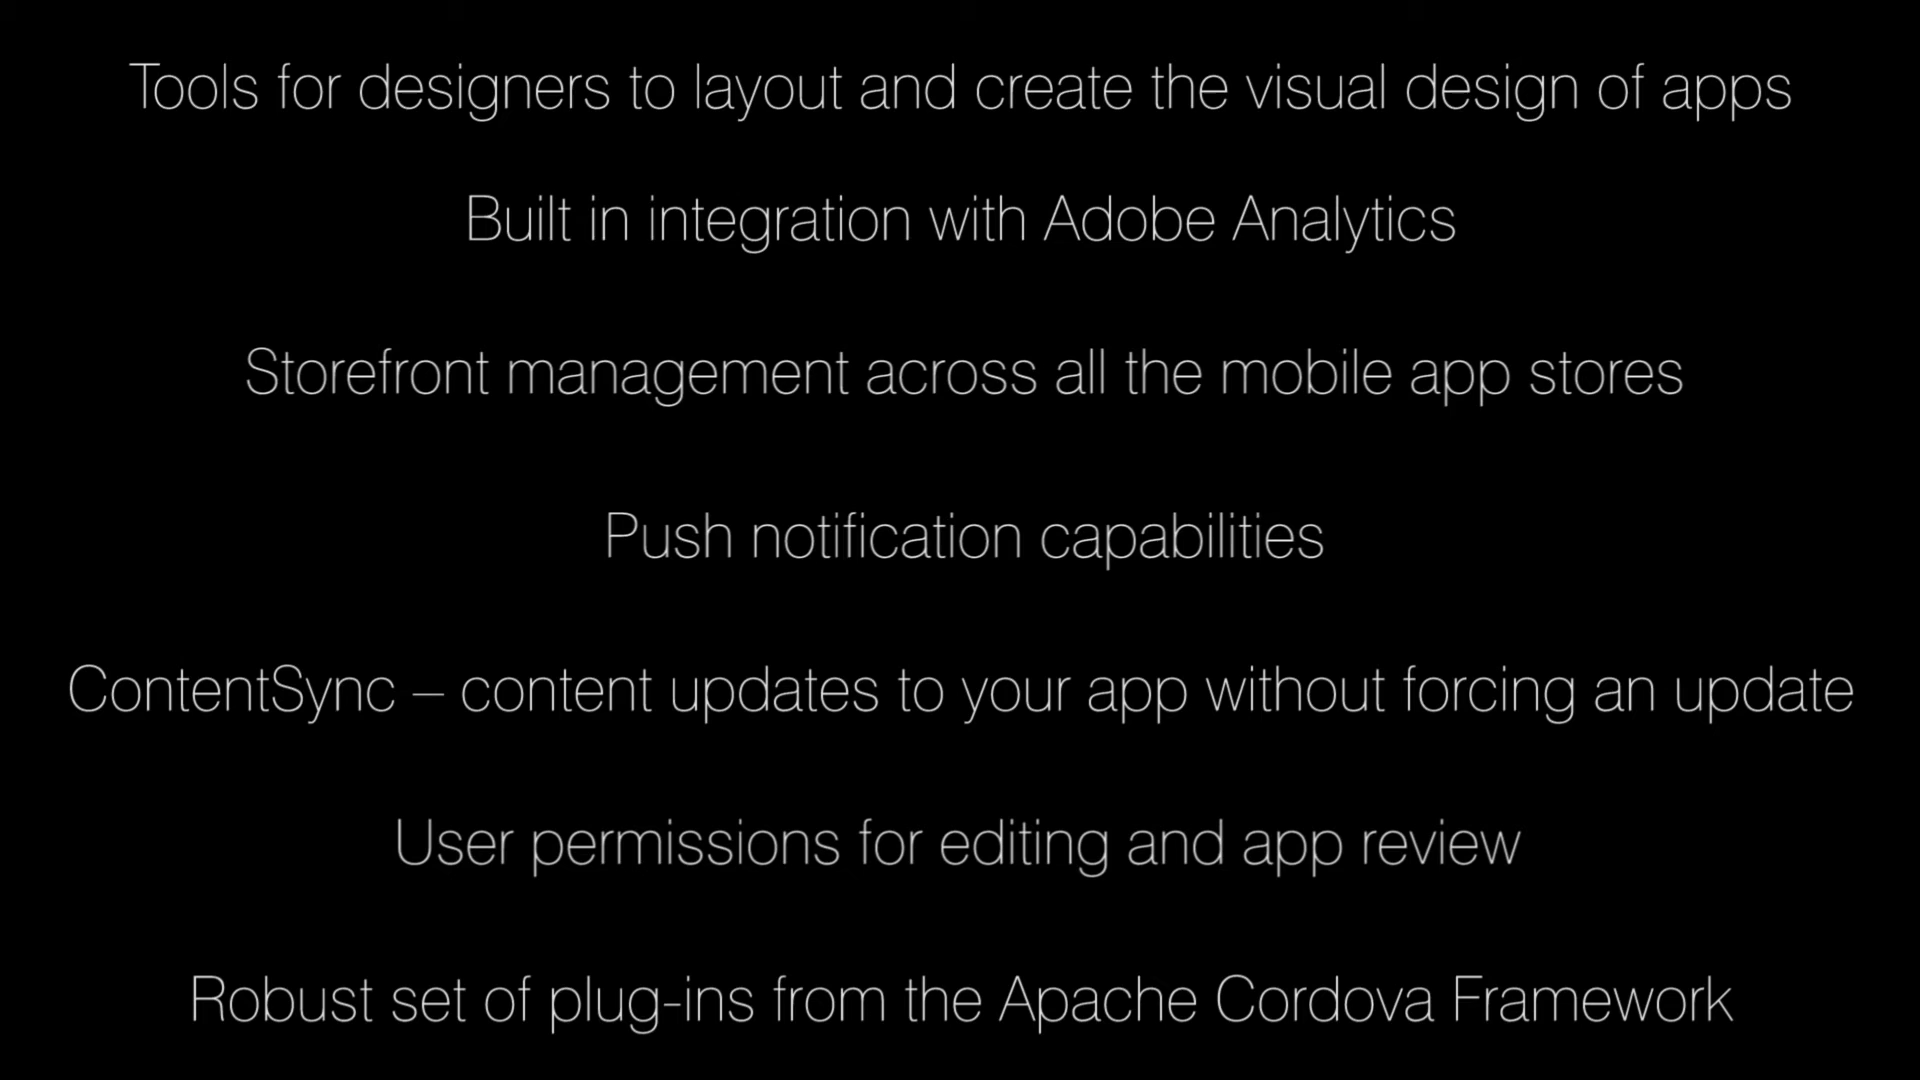 Tools for designers to layout and create the visual design of apps
Built in integration with Adobe Analytics
Storefront management across all the mobile app stores
Push notification capabilities
ContentSync – content updates to your app without forcing an update
User permissions for editing and app review
Robust set of plug-ins from the Apache Cordova Framework